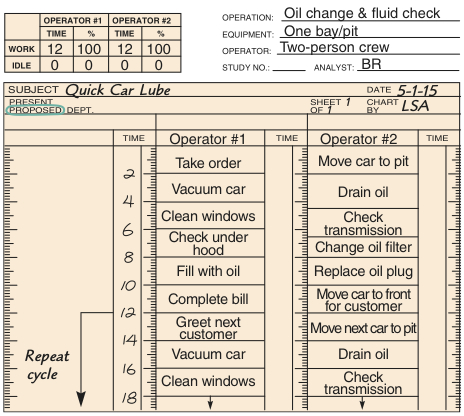 OPERATOR #1 OPERATOR #2
TIME % TIME %
WORK 12 100 12 100
IDLE 0 0 0 0
OPERATION: Oil change & fluid check
EQUIPMENT: One bay/pit
OPERATOR: Two-person crew
STUDY NO.: ANALYST: BR
SUBJECT Quick Car Lube DATE 5-1-15
PRESENT
PROPOSED DEPT. SHEET 1 OF 1 CHART BY LSA
TIME Operator #1 TIME Operator #2 TIME
Take order Move car to pit
2
Vacuum car Drain oil
4
Clean windows Check transmission
6
Check under hood Change oil filter
8
Fill with oil Replace oil plug
10
Complete bill Move car to front for customer
12
Greet next customer Move next car to pit
14
Repeat cycle
Vacuum car Drain oil
16
Clean windows Check transmission
18